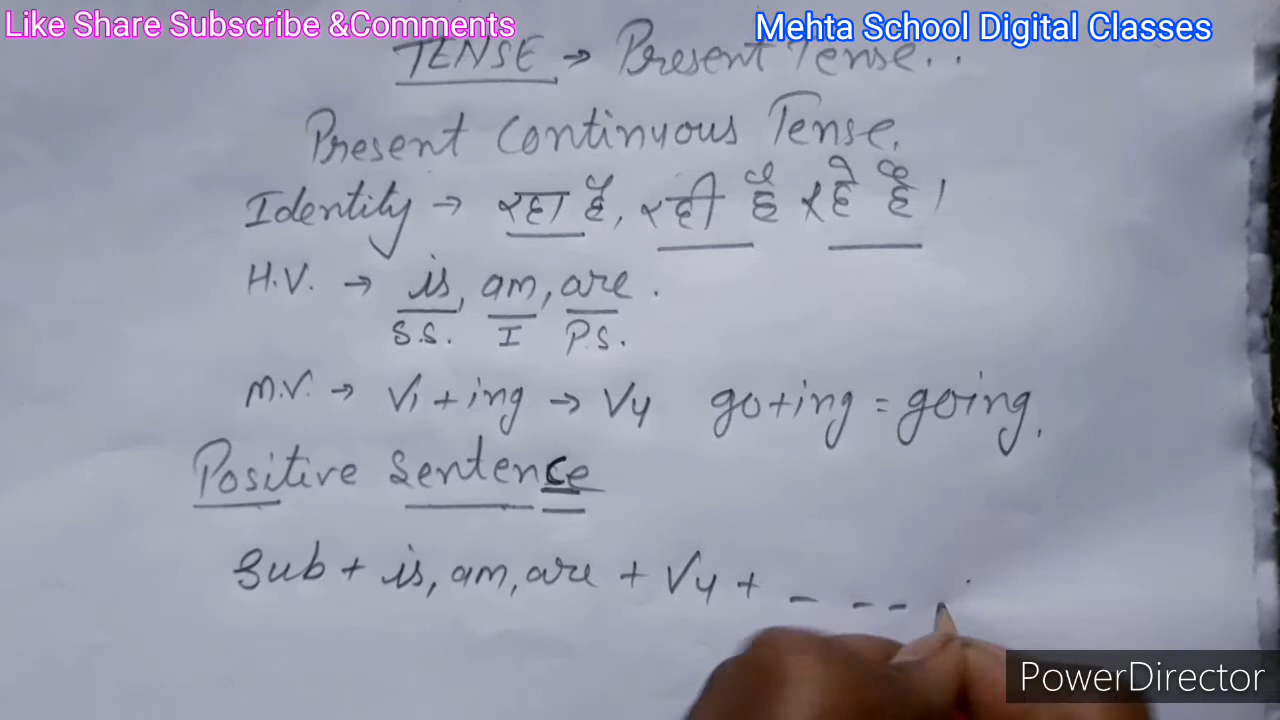 Like Share Subscribe &Comments
Mehta School Digital Classes
TENSE → Present Tense..
Present Continuous Tense.
Identity → रहा है, रही है रहे हैं।
H.V. → is, am, are.
S.S. I P.S.
M.V. → V1 + ing → V4 go+ing = going.
Positive Sentence
Sub + is, am, are + V4 + _ _ _ .
PowerDirector